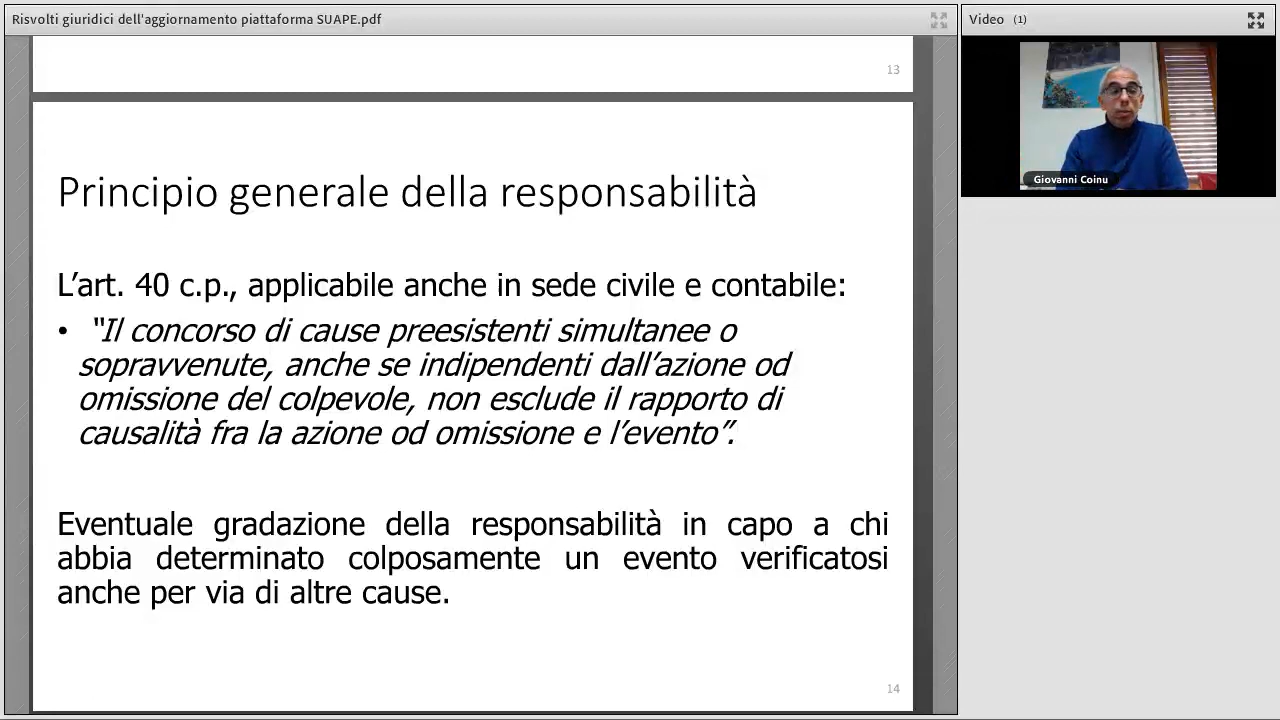 Risvolti giuridici dell'aggiornamento piattaforma SUAPE.pdf
Video (1)
13
Giovanni Coinu
Principio generale della responsabilità
L’art. 40 c.p., applicabile anche in sede civile e contabile:
• “Il concorso di cause preesistenti simultanee o
sopravvenute, anche se indipendenti dall’azione od
omissione del colpevole, non esclude il rapporto di
causalità fra la azione od omissione e l’evento”.
Eventuale gradazione della responsabilità in capo a chi
abbia determinato colposamente un evento verificatosi
anche per via di altre cause.
14